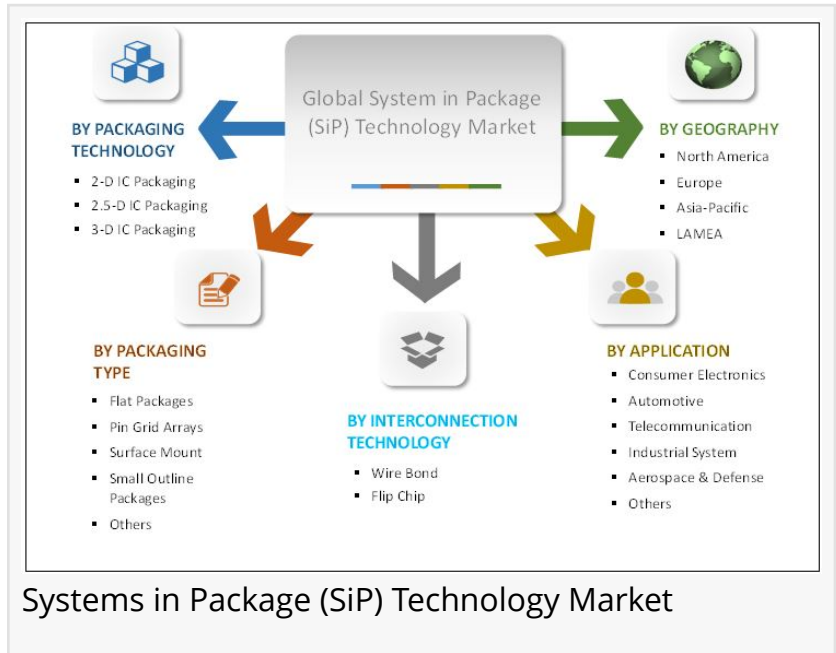 Global System in Package
(SiP) Technology Market
BY PACKAGING
TECHNOLOGY
▪ 2-D IC Packaging
▪ 2.5-D IC Packaging
▪ 3-D IC Packaging
BY GEOGRAPHY
▪ North America
▪ Europe
▪ Asia-Pacific
▪ LAMEA
BY PACKAGING
TYPE
▪ Flat Packages
▪ Pin Grid Arrays
▪ Surface Mount
▪ Small Outline
Packages
▪ Others
BY INTERCONNECTION
TECHNOLOGY
▪ Wire Bond
▪ Flip Chip
BY APPLICATION
▪ Consumer Electronics
▪ Automotive
▪ Telecommunication
▪ Industrial System
▪ Aerospace & Defense
▪ Others
Systems in Package (SiP) Technology Market